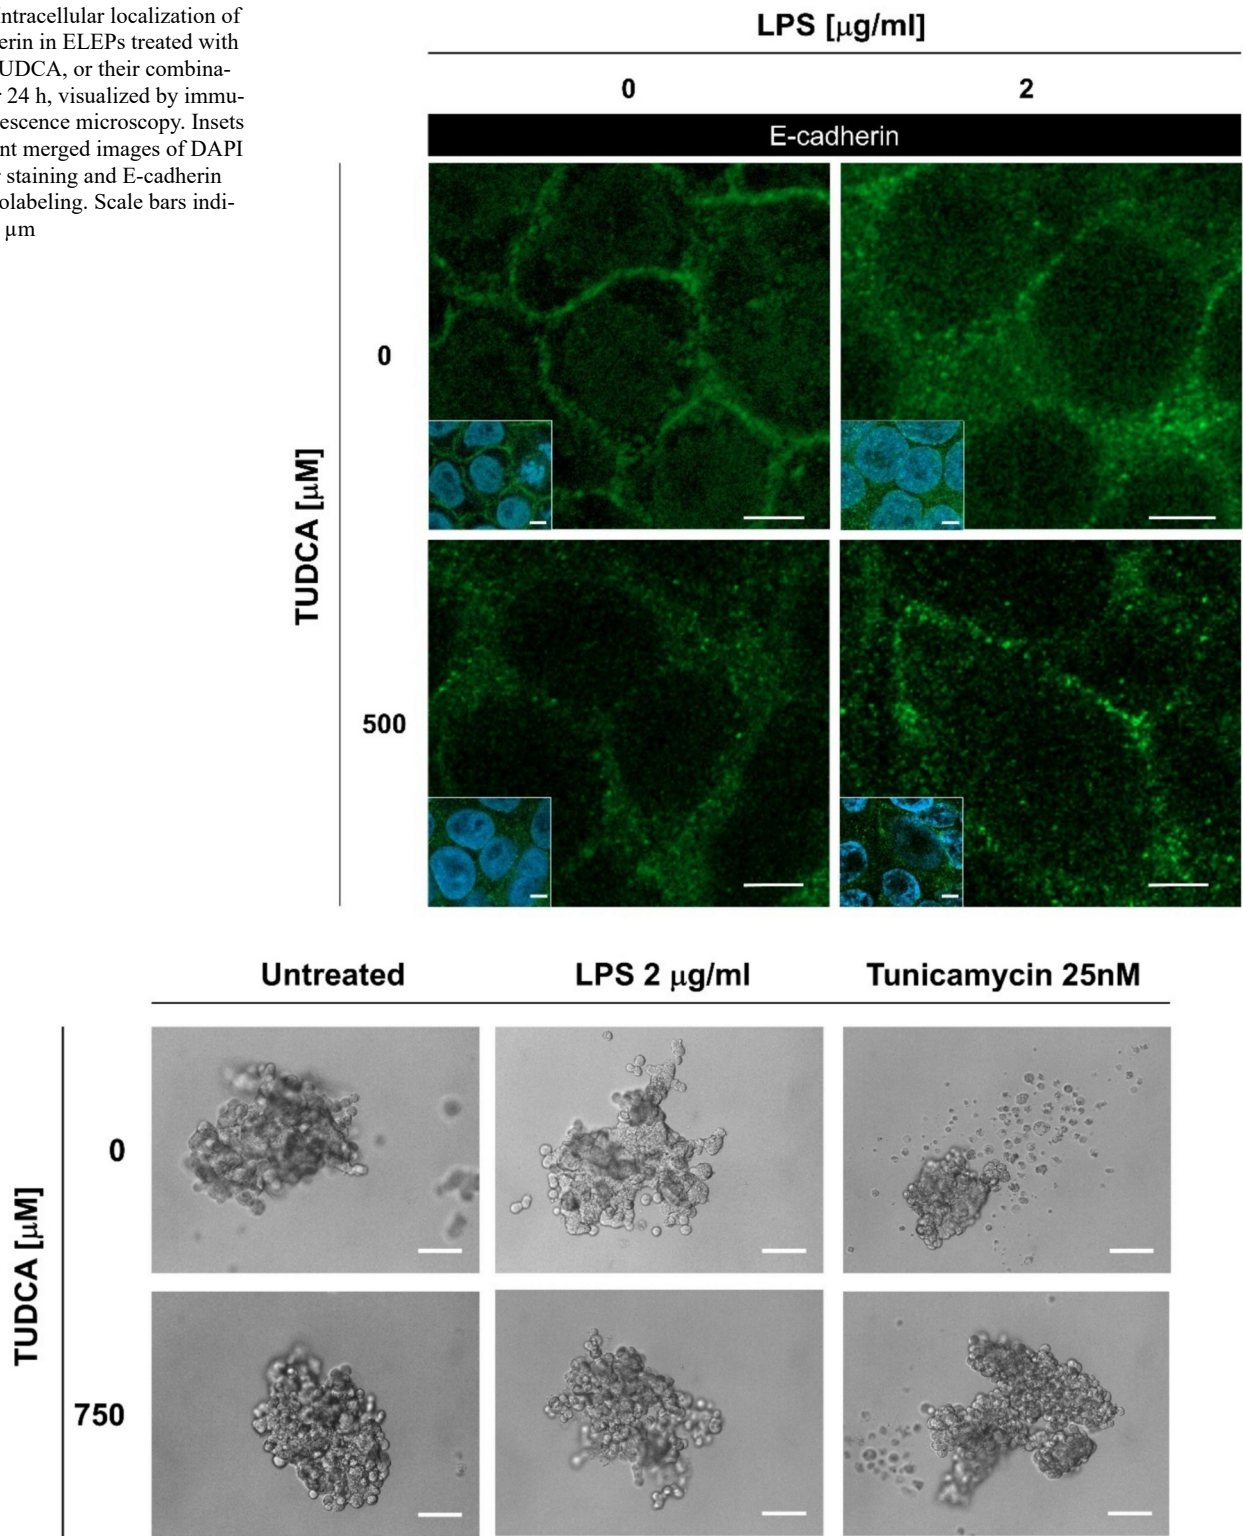 Intracellular localization of
erin in ELEPs treated with
UDCA, or their combina-
r 24 h, visualized by immu-
escence microscopy. Insets
nt merged images of DAPI
r staining and E-cadherin
olabeling. Scale bars indi-
µm
LPS [µg/ml]
0 2
E-cadherin
TUDCA [µM]
0
500
Untreated LPS 2 µg/ml Tunicamycin 25nM
TUDCA [µM]
0
750